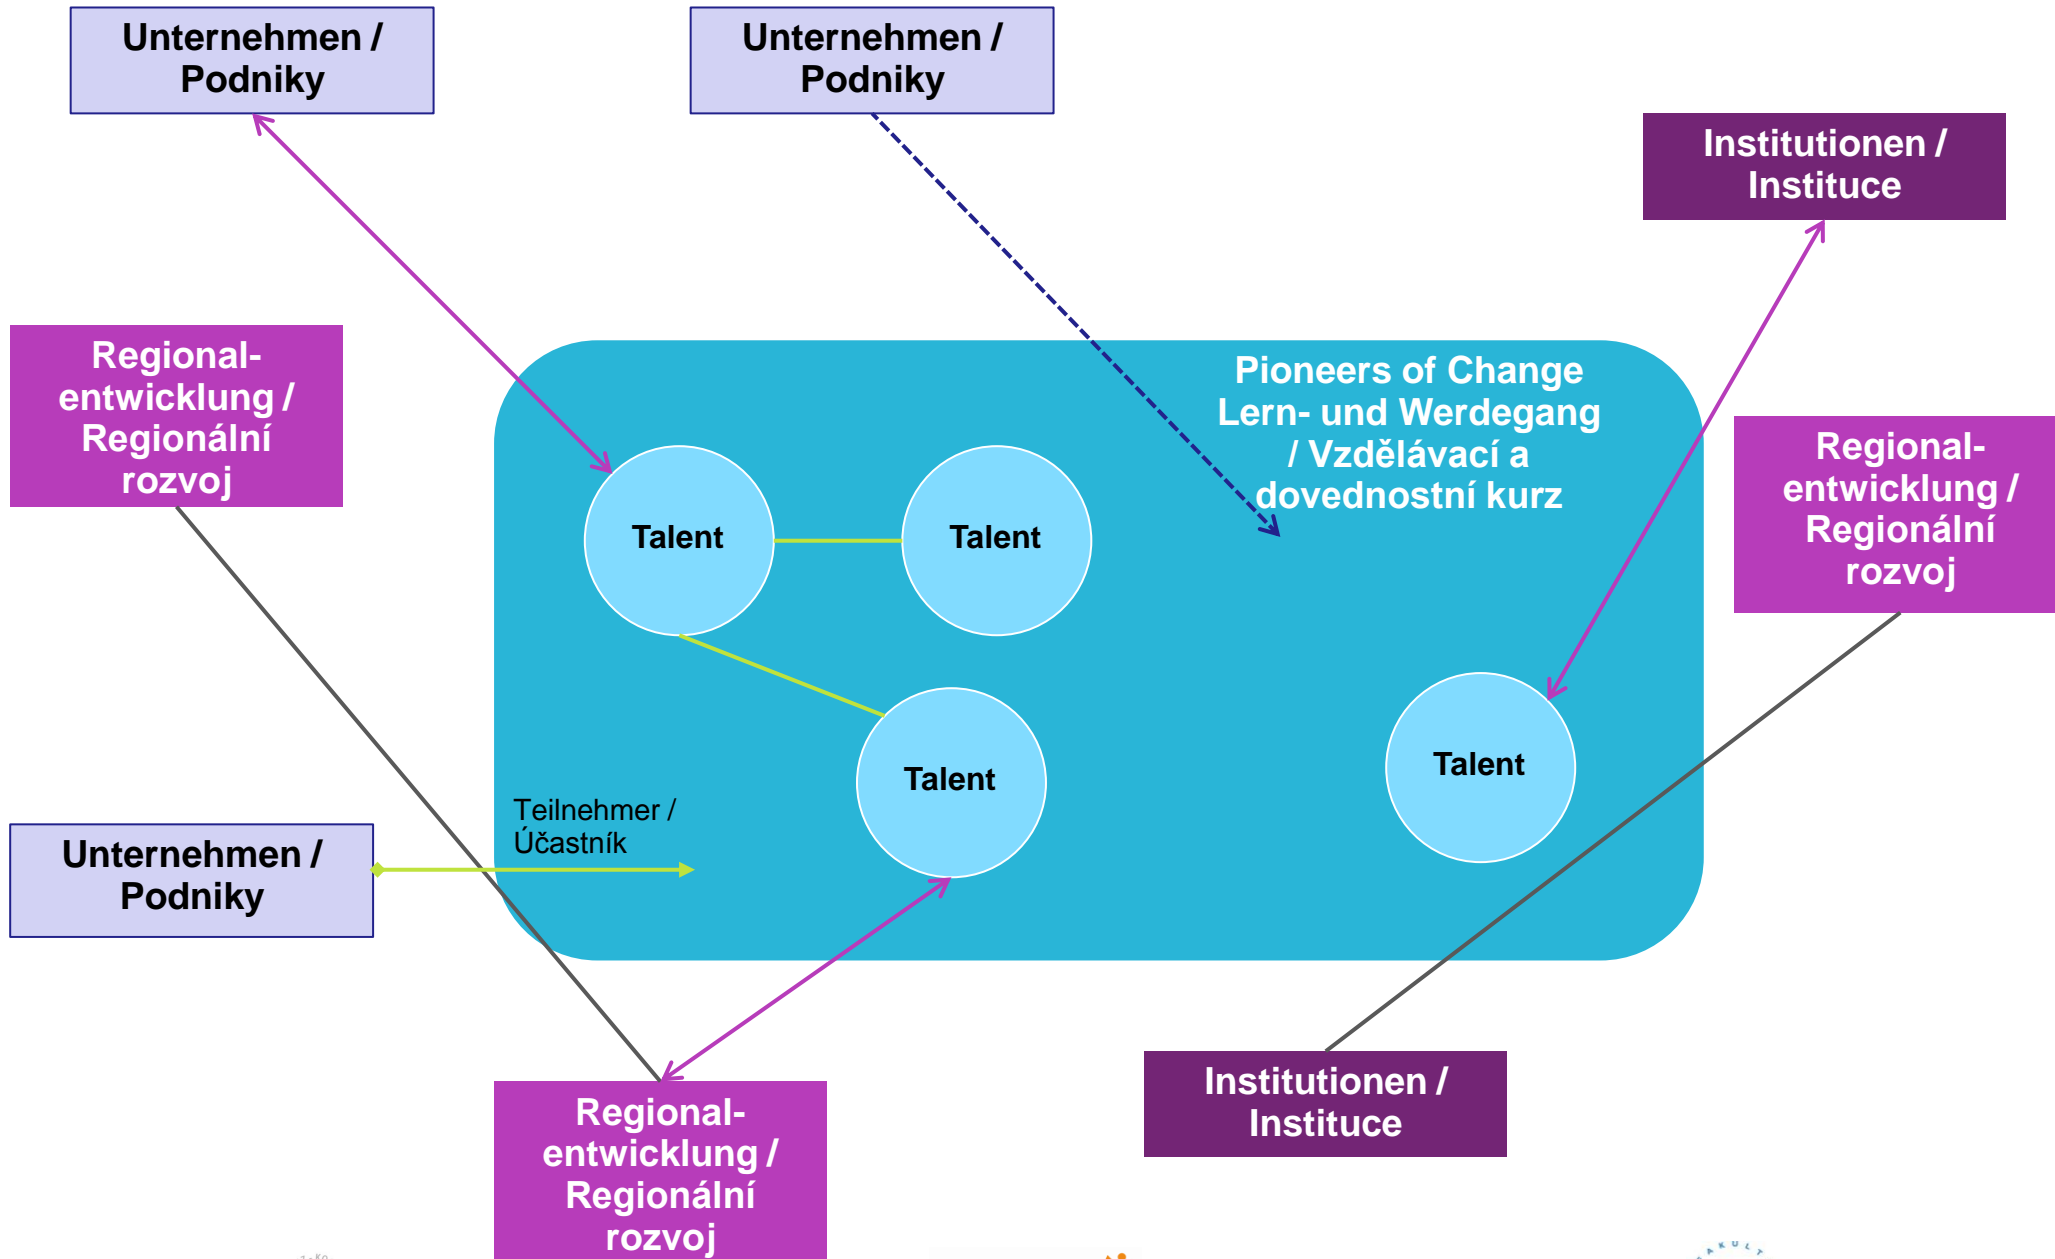 Unternehmen /
Podniky
Unternehmen /
Podniky
Institutionen /
Instituce
Regional-
entwicklung /
Regionální
rozvoj
Pioneers of Change
Lern- und Werdegang
/ Vzdělávací a
dovednostní kurz
Regional-
entwicklung /
Regionální
rozvoj
Talent
Talent
Talent
Talent
Teilnehmer /
Účastník
Unternehmen /
Podniky
Institutionen /
Instituce
Regional-
entwicklung /
Regionální
rozvoj